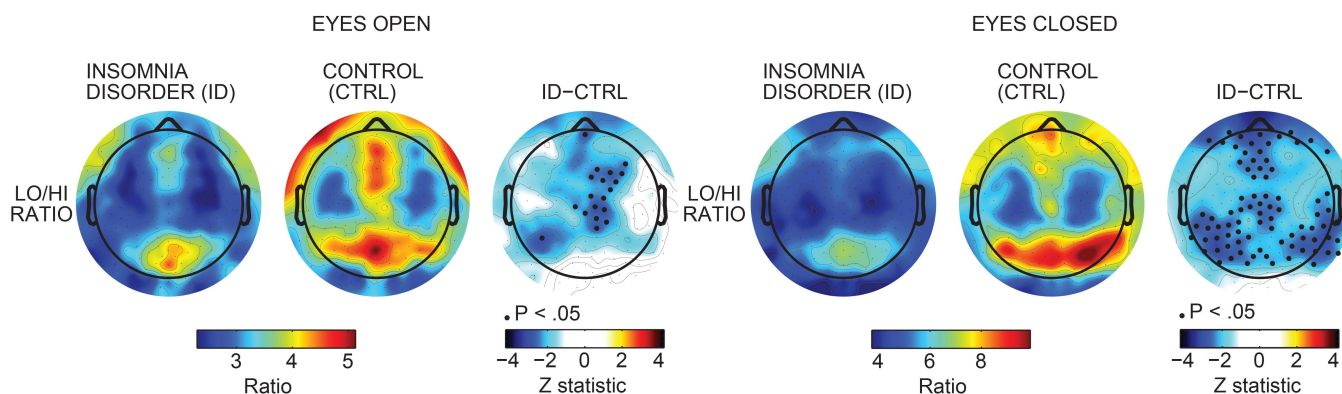 EYES OPEN
EYES CLOSED
INSOMNIA
DISORDER (ID)
CONTROL
(CTRL)
ID−CTRL
INSOMNIA
DISORDER (ID)
CONTROL
(CTRL)
ID−CTRL
LO/HI
RATIO
LO/HI
RATIO
P < .05
P < .05
3 4 5
Ratio
−4 −2 0 2 4
Z statistic
4 6 8
Ratio
−4 −2 0 2 4
Z statistic